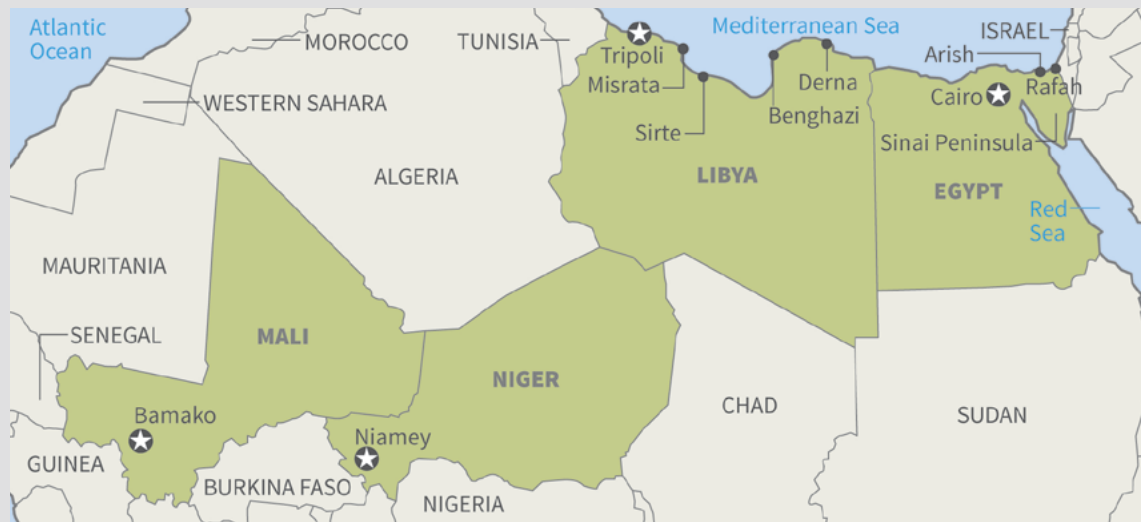 Atlantic
Ocean
MOROCCO
TUNISIA
Mediterranean Sea
ISRAEL
Tripoli
Misrata
Sirte
Derna
Benghazi
Arish
Rafah
Cairo
Sinai Peninsula
WESTERN SAHARA
ALGERIA
LIBYA
EGYPT
Red
Sea
MAURITANIA
SENEGAL
MALI
NIGER
CHAD
SUDAN
Bamako
Niamey
GUINEA
BURKINA FASO
NIGERIA